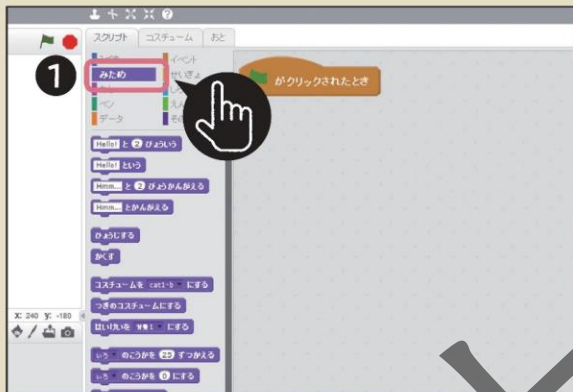 スクリプト コスチューム おと
イベント
1 みため せいぎょ
ペン
データ
がクリックされたとき
Hello! と 2 びょういう
Hello! という
Hmm... と 2 びょうかんがえる
Hmm... とかんがえる
ひょうじする
かくす
コスチュームを cat1-b にする
つぎのコスチュームにする
はいけいを にする
いろ のこうかを 25 ずつかえる
いろ のこうかを 0 にする
X: 240 y: -180